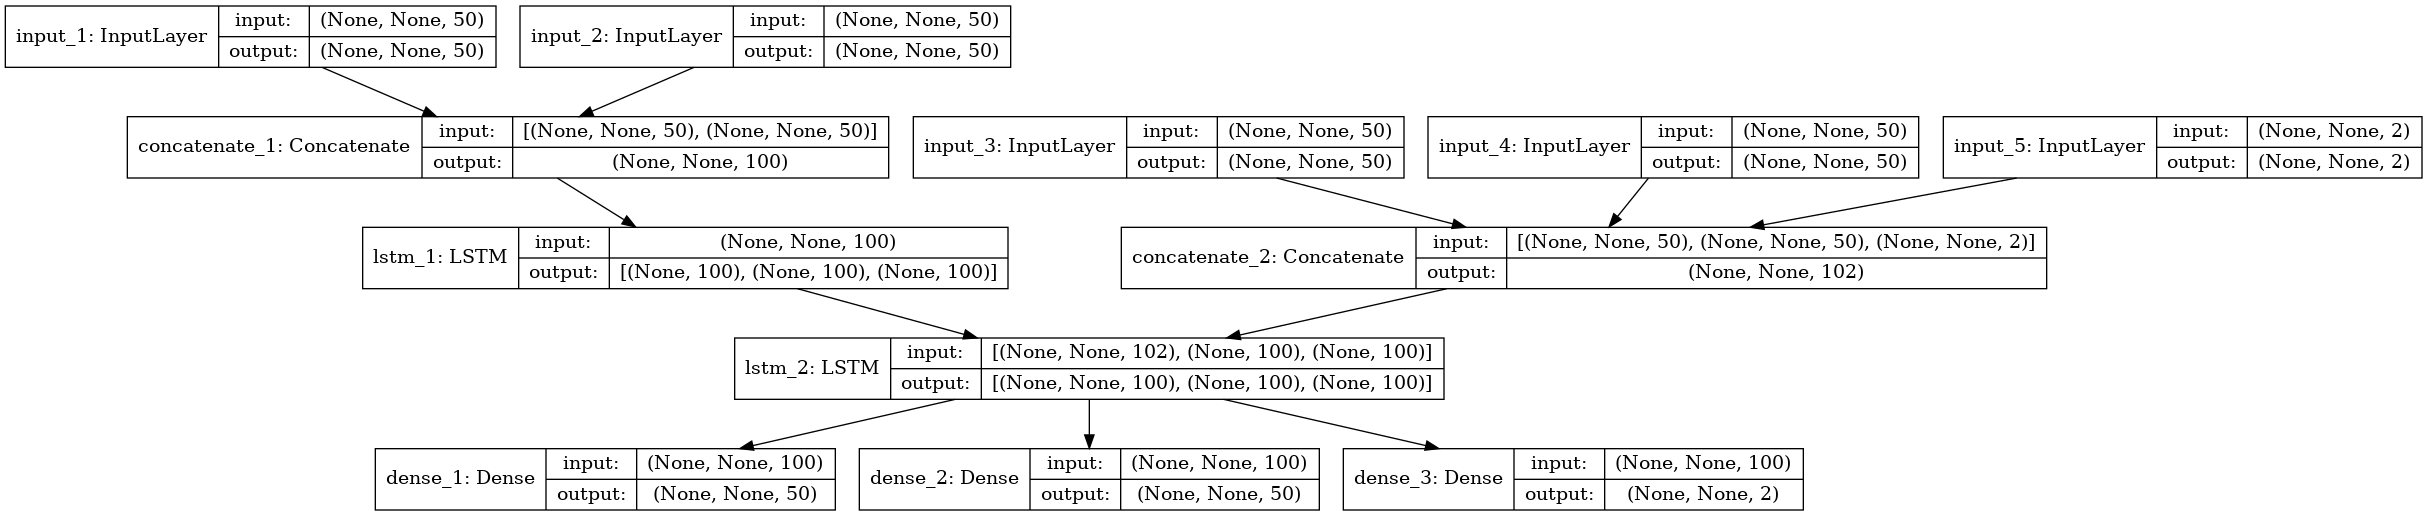 input_1: InputLayer
input:
(None, None, 50)
output:
(None, None, 50)
input_2: InputLayer
input:
(None, None, 50)
output:
(None, None, 50)
concatenate_1: Concatenate
input:
[(None, None, 50), (None, None, 50)]
output:
(None, None, 100)
input_3: InputLayer
input:
(None, None, 50)
output:
(None, None, 50)
input_4: InputLayer
input:
(None, None, 50)
output:
(None, None, 50)
input_5: InputLayer
input:
(None, None, 2)
output:
(None, None, 2)
lstm_1: LSTM
input:
(None, None, 100)
output:
[(None, 100), (None, 100), (None, 100)]
concatenate_2: Concatenate
input:
[(None, None, 50), (None, None, 50), (None, None, 2)]
output:
(None, None, 102)
lstm_2: LSTM
input:
[(None, None, 102), (None, 100), (None, 100)]
output:
[(None, None, 100), (None, 100), (None, 100)]
dense_1: Dense
input:
(None, None, 100)
output:
(None, None, 50)
dense_2: Dense
input:
(None, None, 100)
output:
(None, None, 50)
dense_3: Dense
input:
(None, None, 100)
output:
(None, None, 2)